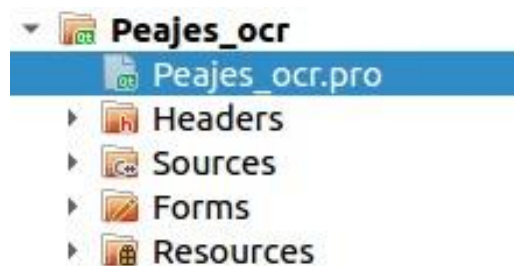 Peajes_ocr
Peajes_ocr.pro
Headers
Sources
Forms
Resources